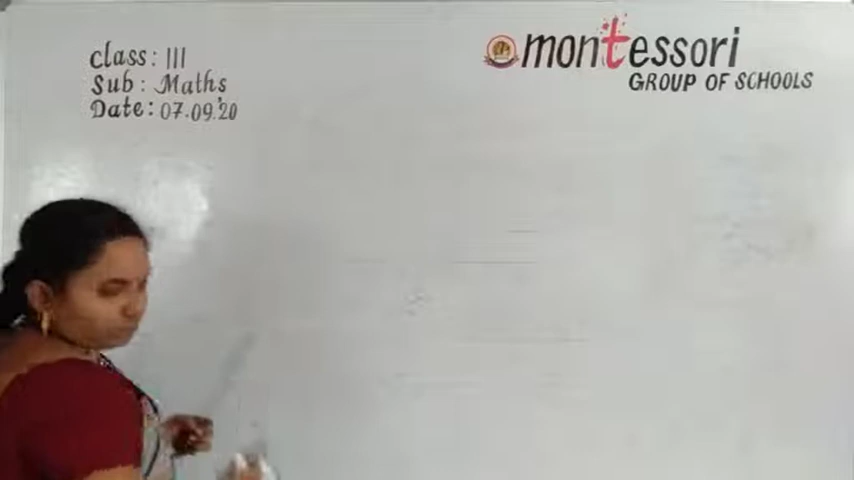 class: III
Sub: Maths
Date: 07.09.'20
montessori
GROUP OF SCHOOLS